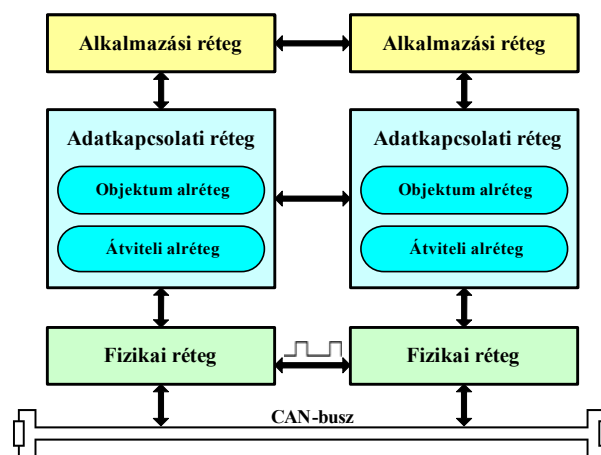 Alkalmazási réteg
Alkalmazási réteg
Adatkapcsolati réteg
Adatkapcsolati réteg
Objektum alréteg
Objektum alréteg
Átviteli alréteg
Átviteli alréteg
Fizikai réteg
Fizikai réteg
CAN-busz